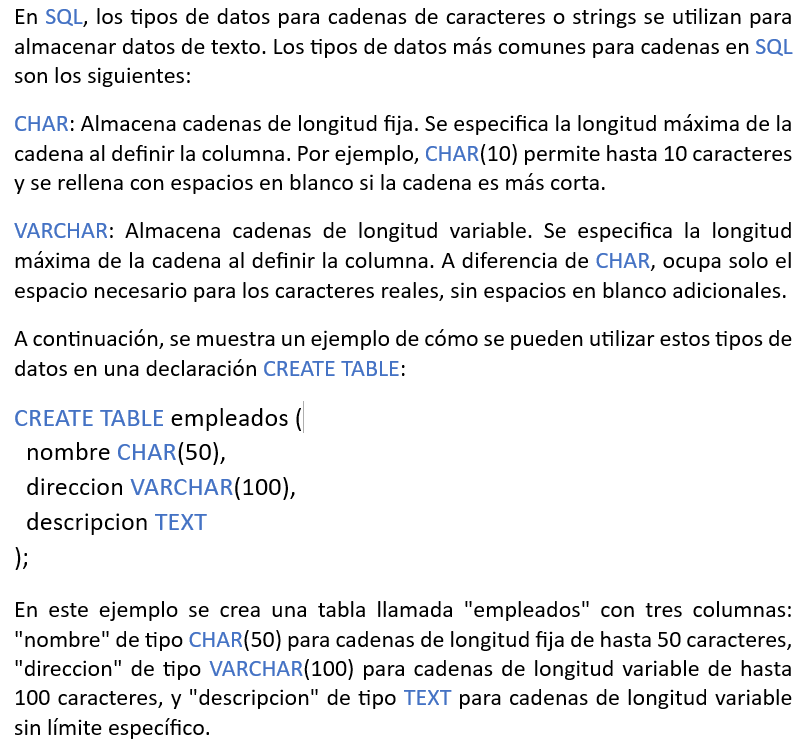 En SQL, los tipos de datos para cadenas de caracteres o strings se utilizan para
almacenar datos de texto. Los tipos de datos más comunes para cadenas en SQL
son los siguientes:
CHAR: Almacena cadenas de longitud fija. Se especifica la longitud máxima de la
cadena al definir la columna. Por ejemplo, CHAR(10) permite hasta 10 caracteres
y se rellena con espacios en blanco si la cadena es más corta.
VARCHAR: Almacena cadenas de longitud variable. Se especifica la longitud
máxima de la cadena al definir la columna. A diferencia de CHAR, ocupa solo el
espacio necesario para los caracteres reales, sin espacios en blanco adicionales.
A continuación, se muestra un ejemplo de cómo se pueden utilizar estos tipos de
datos en una declaración CREATE TABLE:
CREATE TABLE empleados (
nombre CHAR(50),
direccion VARCHAR(100),
descripcion TEXT
);
En este ejemplo se crea una tabla llamada "empleados" con tres columnas:
"nombre" de tipo CHAR(50) para cadenas de longitud fija de hasta 50 caracteres,
"direccion" de tipo VARCHAR(100) para cadenas de longitud variable de hasta
100 caracteres, y "descripcion" de tipo TEXT para cadenas de longitud variable
sin límite específico.